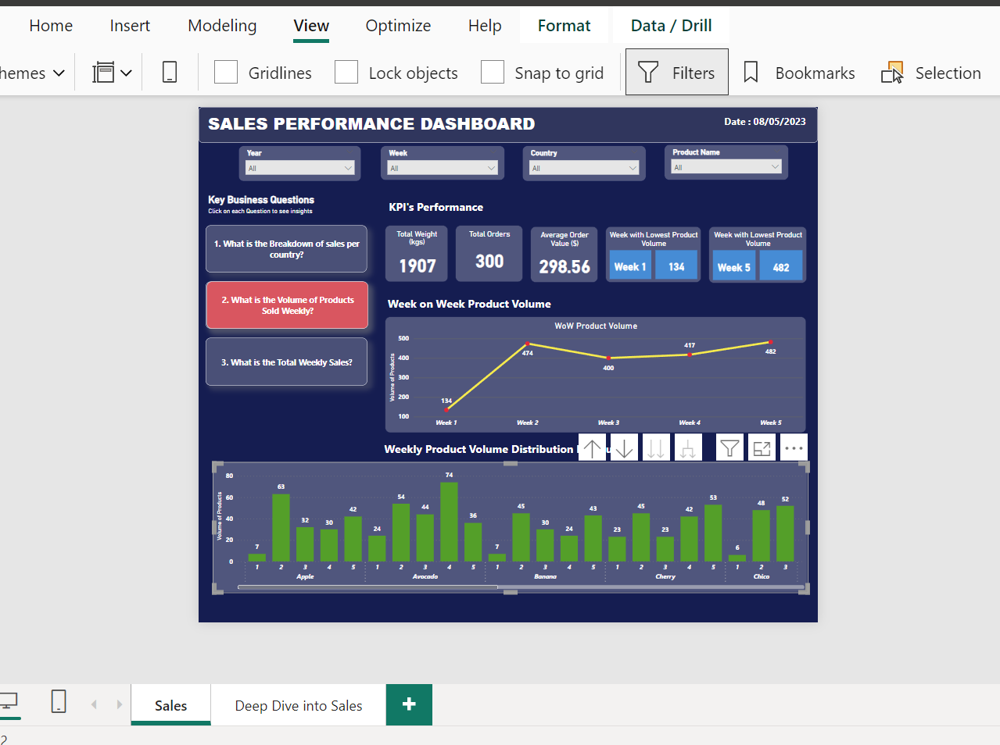 Home Insert Modeling View Optimize Help Format Data / Drill
hemes Gridlines Lock objects Snap to grid Filters Bookmarks Selection
SALES PERFORMANCE DASHBOARD
Date : 08/05/2023
Year Week Country Product Name
All All All All
Key Business Questions
Click on each Question to see insights
1. What is the Breakdown of sales per
country?
2. What is the Volume of Products
Sold Weekly?
3. What is the Total Weekly Sales?
KPI's Performance
Total Weight
(kgs)
1907
Total Orders
300
Average Order
Value ($)
298.56
Week with Lowest Product
Volume
Week 1 134
Week with Lowest Product
Volume
Week 5 482
Week on Week Product Volume
WoW Product Volume
Volume of Products
500
400
300
200
100
134 474 400 417 482
Week 1 Week 2 Week 3 Week 4 Week 5
Weekly Product Volume Distribution
Volume of Products
80
60
40
20
0
7 63 32 30 42 24 54 44 74 36 7 45 30 24 43 23 45 23 42 53 6 48 52
1 2 3 4 5 1 2 3 4 5 1 2 3 4 5 1 2 3 4 5 1 2 3
Apple Avocado Banana Cherry Chico
Sales Deep Dive into Sales +